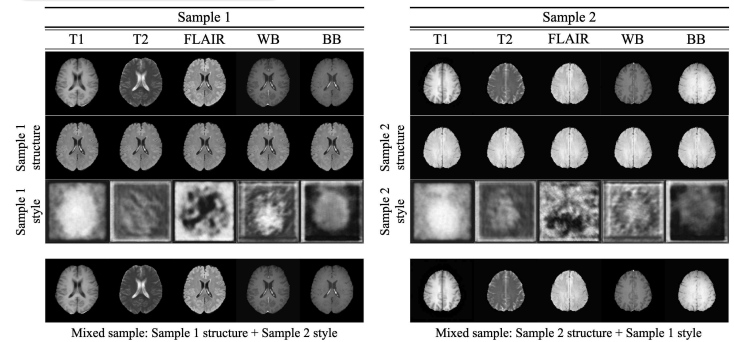 Sample 1
T1 T2 FLAIR WB BB
Sample 1
structure
Sample 1
style
Mixed sample: Sample 1 structure + Sample 2 style
Sample 2
T1 T2 FLAIR WB BB
Sample 2
structure
Sample 2
style
Mixed sample: Sample 2 structure + Sample 1 style